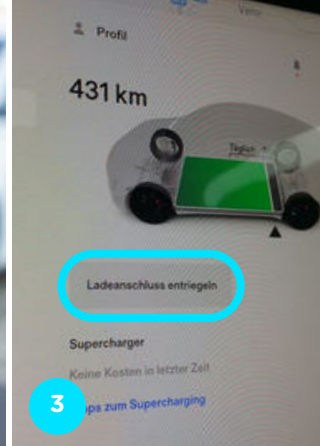 Profil
431 km
Täglich
Ladeanschluss entriegeln
Supercharger
Keine Kosten in letzter Zeit
3
ps zum Supercharging